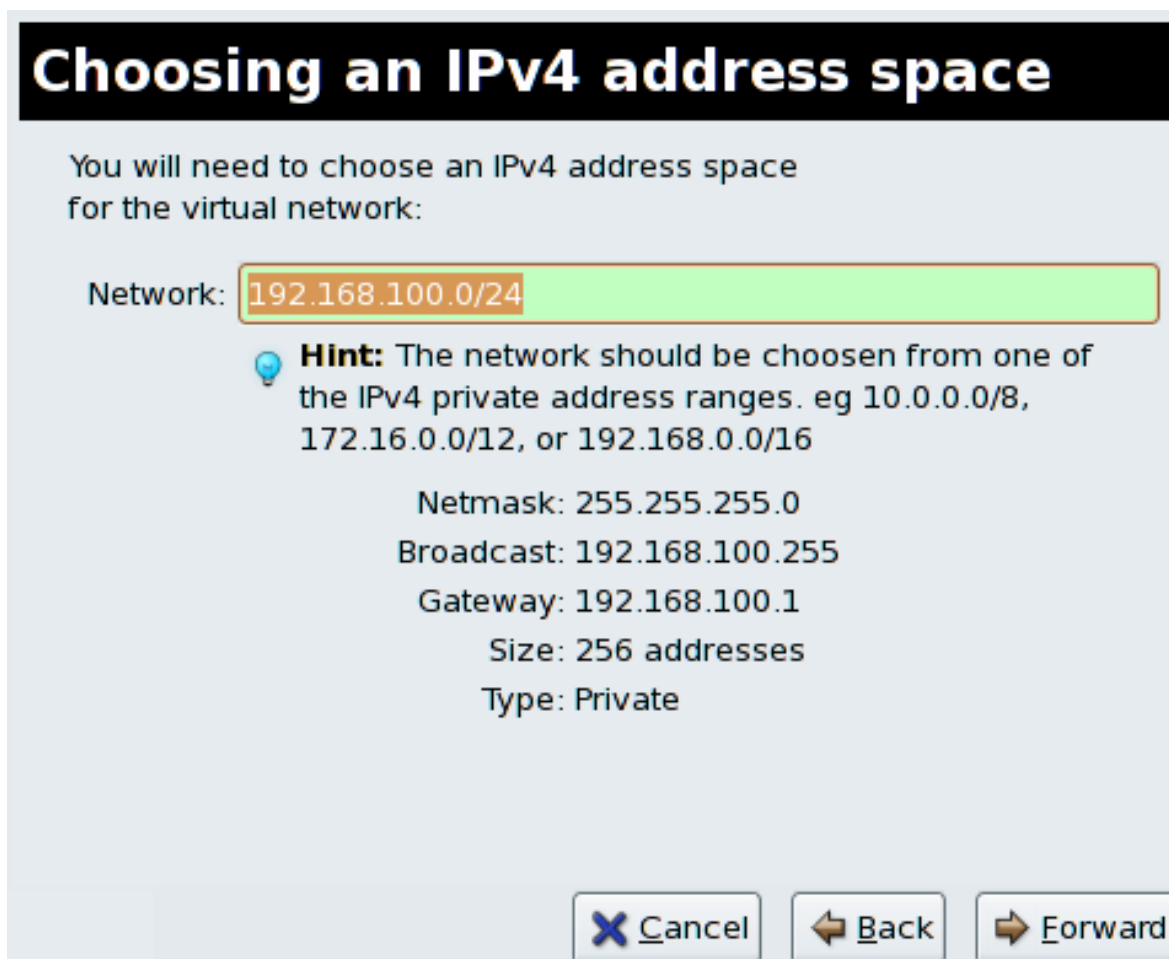 Choosing an IPv4 address space
You will need to choose an IPv4 address space
for the virtual network:
Network: 192.168.100.0/24
Hint: The network should be choosen from one of
the IPv4 private address ranges. eg 10.0.0.0/8,
172.16.0.0/12, or 192.168.0.0/16
Netmask: 255.255.255.0
Broadcast: 192.168.100.255
Gateway: 192.168.100.1
Size: 256 addresses
Type: Private
Cancel Back Forward